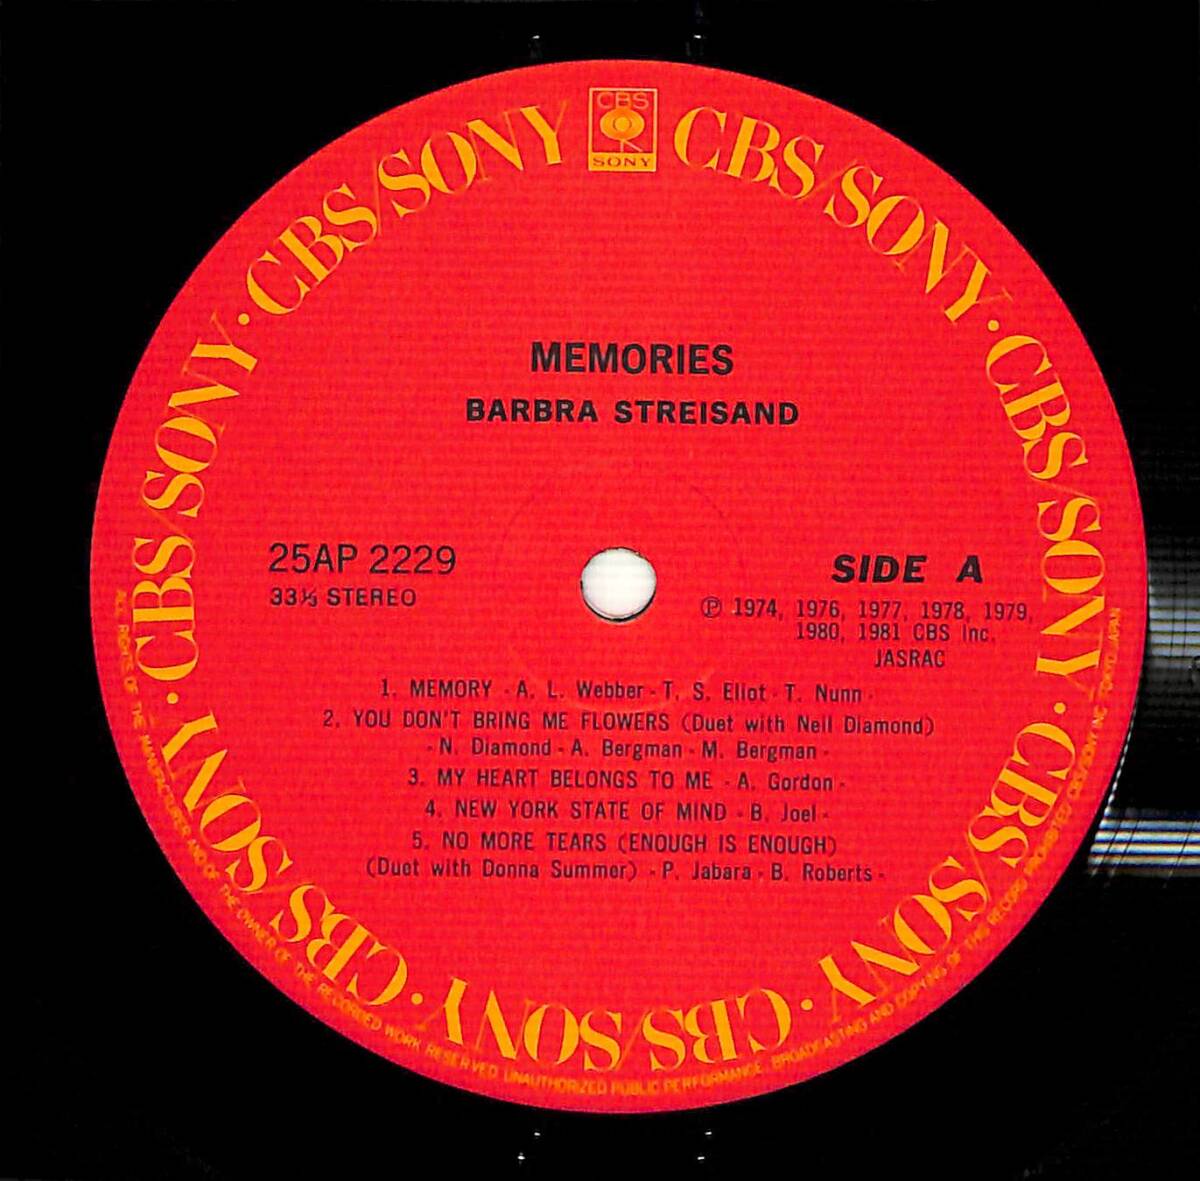 CBS
SONY
CBS/SONY · CBS/SONY · CBS/SONY · CBS/SONY · CBS/SONY · CBS/SONY · CBS/SONY
MEMORIES
BARBRA STREISAND
25AP 2229
33⅓ STEREO
SIDE A
Ⓟ 1974, 1976, 1977, 1978, 1979,
1980, 1981 CBS Inc.
JASRAC
1. MEMORY - A. L. Webber - T. S. Eliot - T. Nunn -
2. YOU DON'T BRING ME FLOWERS (Duet with Neil Diamond)
- N. Diamond - A. Bergman - M. Bergman -
3. MY HEART BELONGS TO ME - A. Gordon -
4. NEW YORK STATE OF MIND - B. Joel -
5. NO MORE TEARS (ENOUGH IS ENOUGH)
(Duet with Donna Summer) - P. Jabara - B. Roberts -
ALL RIGHTS OF THE MANUFACTURER AND OF THE OWNER OF THE RECORDED WORK RESERVED UNAUTHORIZED PUBLIC PERFORMANCE BROADCASTING AND COPYING OF THIS RECORD PROHIBITED CBS/SONY INC. TOKYO JAPAN